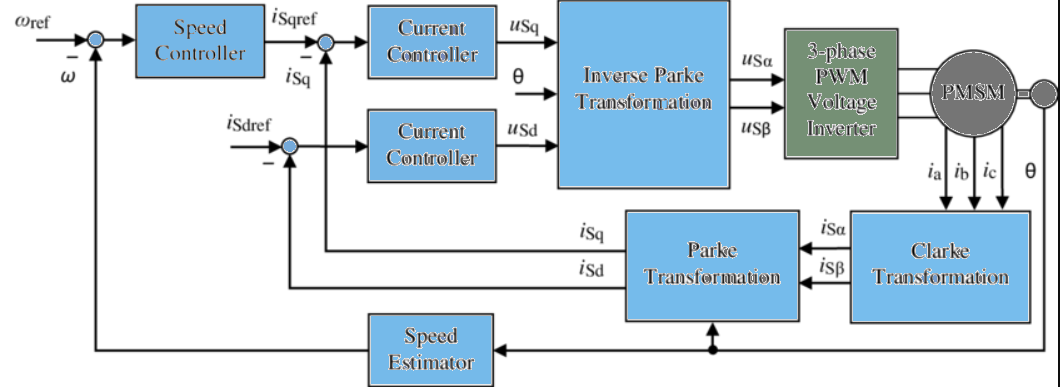 ωref
−
ω
Speed
Controller
iSqref
−
iSq
Current
Controller
uSq
θ
iSdref
−
Current
Controller
uSd
Inverse Parke
Transformation
uSα
uSβ
3-phase
PWM
Voltage
Inverter
PMSM
ia
ib
ic
θ
iSq
iSd
Parke
Transformation
iSα
iSβ
Clarke
Transformation
Speed
Estimator